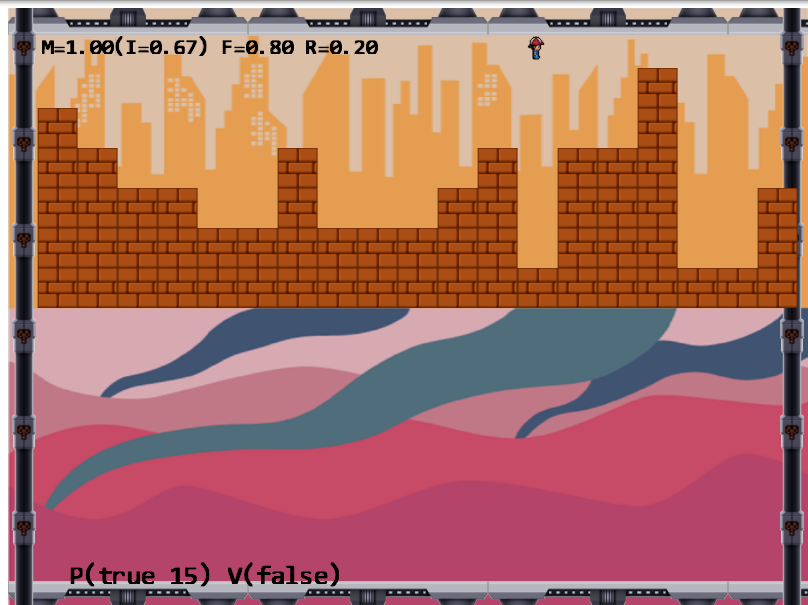 M=1.00(I=0.67) F=0.80 R=0.20
P(true 15) V(false)